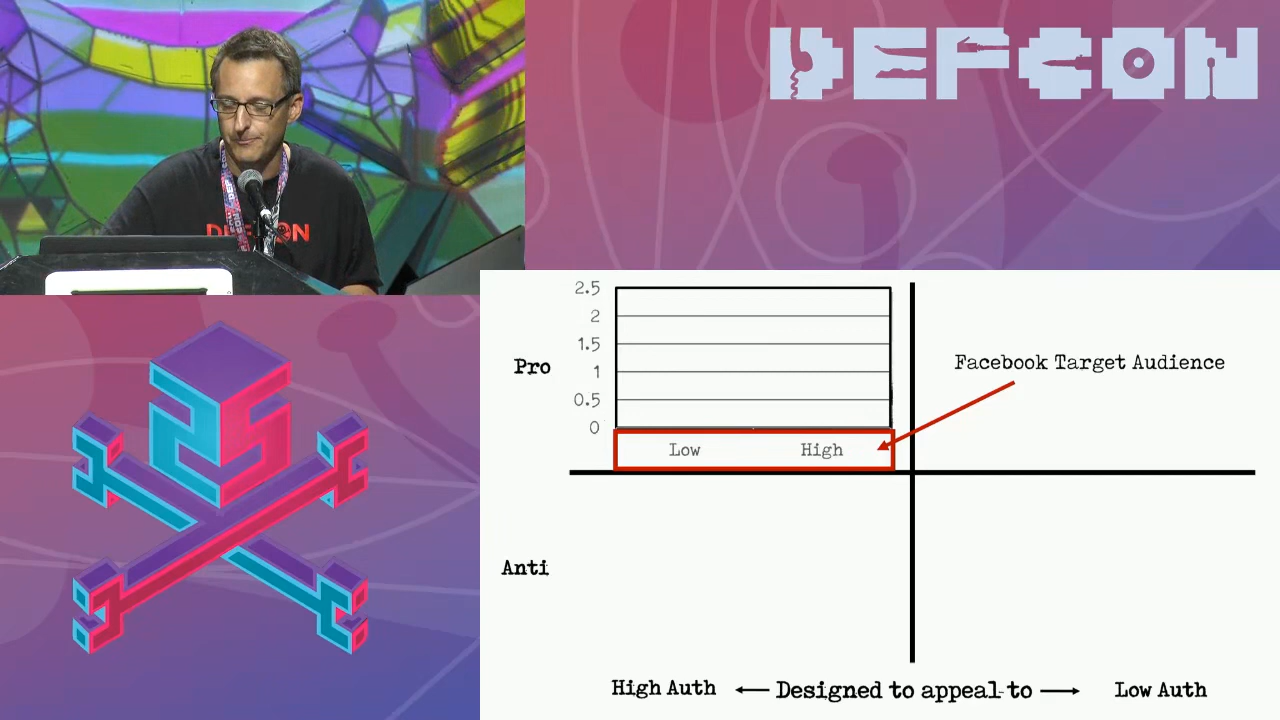 DEFCON
DEFCON
2.5
2
1.5
1
0.5
0
Pro
Low High
Facebook Target Audience
Anti
High Auth Designed to appeal to Low Auth